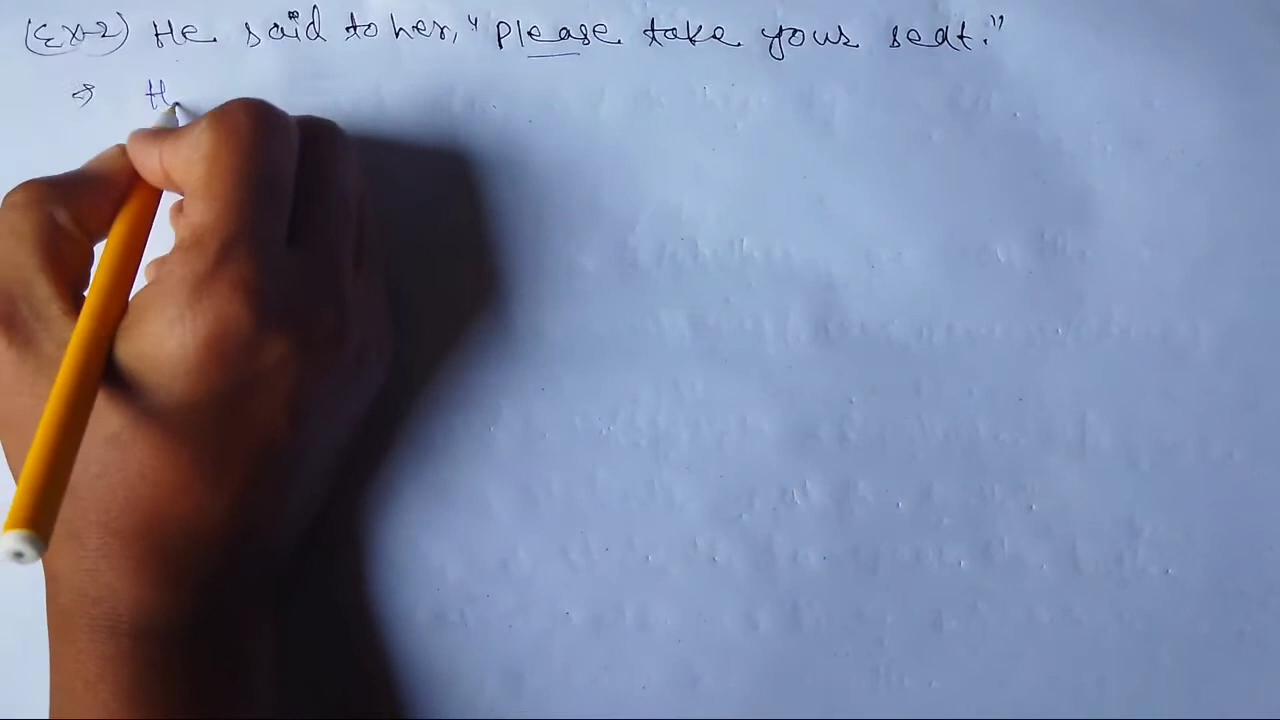 (Ex-2) He said to her, "please take your seat."
⇒ H